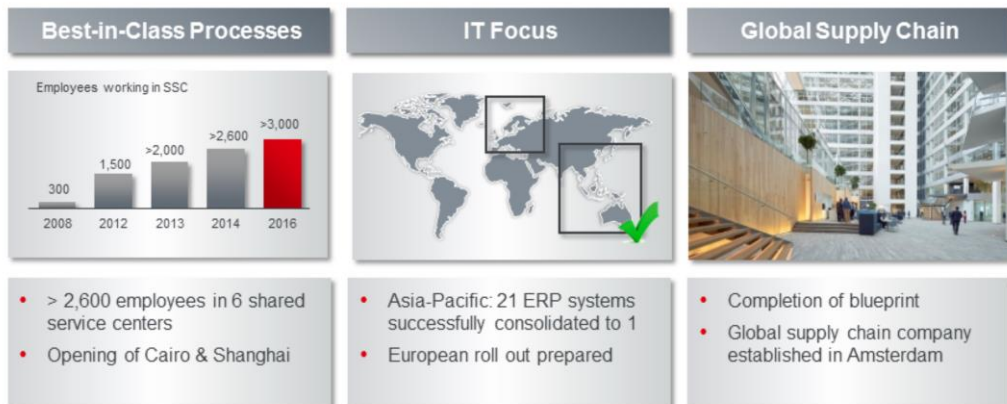 Best-in-Class Processes
Employees working in SSC
300
1,500
>2,000
>2,600
>3,000
2008
2012
2013
2014
2016
• > 2,600 employees in 6 shared
service centers
• Opening of Cairo & Shanghai
IT Focus
• Asia-Pacific: 21 ERP systems
successfully consolidated to 1
• European roll out prepared
Global Supply Chain
• Completion of blueprint
• Global supply chain company
established in Amsterdam